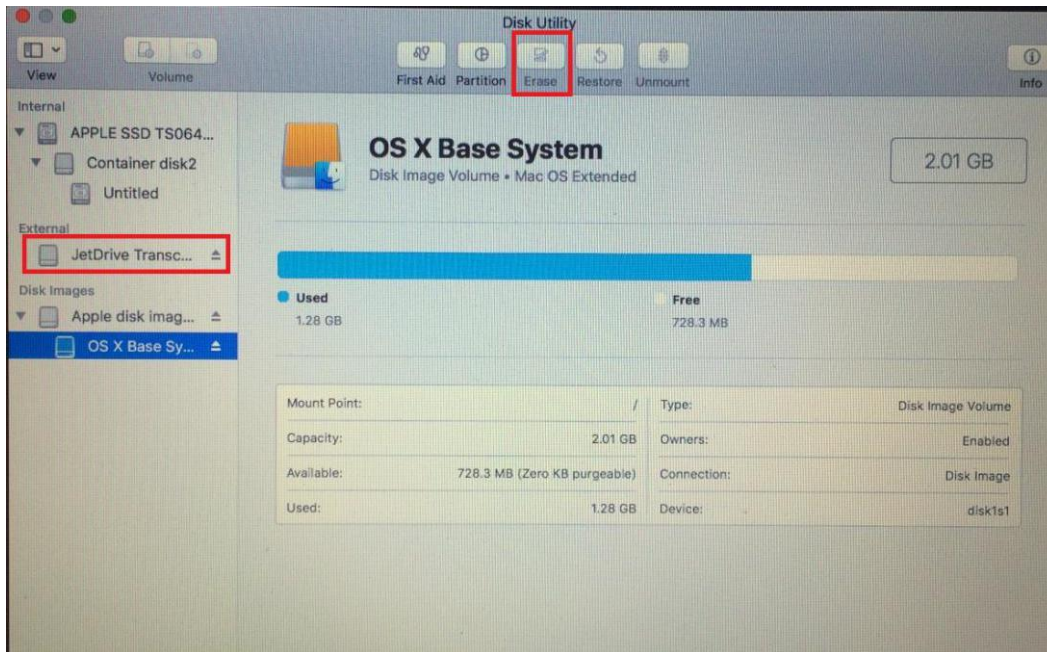 Disk Utility
View
Volume
First Aid
Partition
Erase
Restore
Unmount
Info
Internal
APPLE SSD TS064...
Container disk2
Untitled
External
JetDrive Transc...
Disk Images
Apple disk imag...
OS X Base Sy...
OS X Base System
Disk Image Volume • Mac OS Extended
2.01 GB
Used
1.28 GB
Free
728.3 MB
Mount Point: /
Type: Disk Image Volume
Capacity: 2.01 GB
Owners: Enabled
Available: 728.3 MB (Zero KB purgeable)
Connection: Disk Image
Used: 1.28 GB
Device: disk1s1